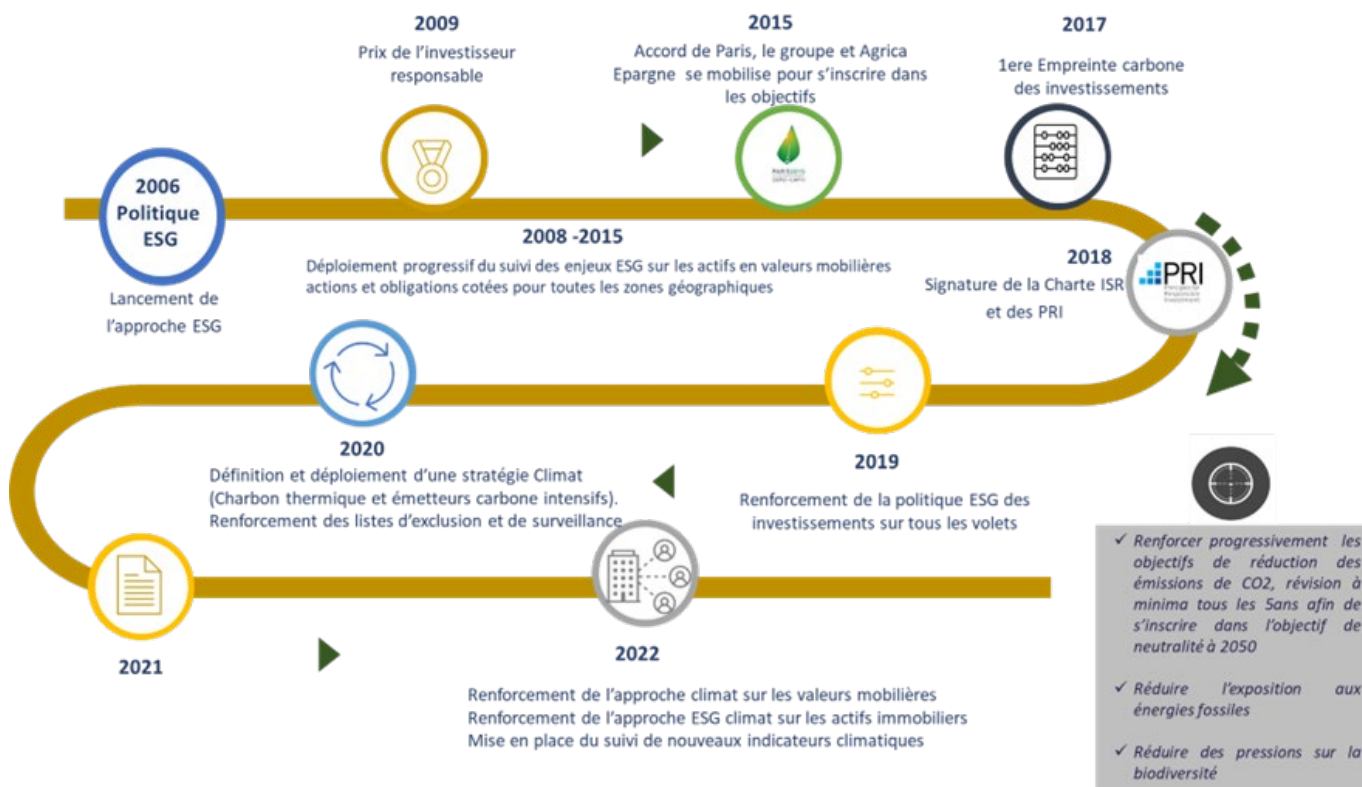 2009
Prix de l'investisseur
responsable
2015
Accord de Paris, le groupe et Agrica
Epargne se mobilise pour s'inscrire dans
les objectifs
2017
1ere Empreinte carbone
des investissements
2006
Politique
ESG
Lancement de
l'approche ESG
2008 -2015
Déploiement progressif du suivi des enjeux ESG sur les actifs en valeurs mobilières
actions et obligations cotées pour toutes les zones géographiques
2018
Signature de la Charte ISR
et des PRI
PRI
2020
Définition et déploiement d'une stratégie Climat
(Charbon thermique et émetteurs carbone intensifs).
Renforcement des listes d'exclusion et de surveillance
2019
Renforcement de la politique ESG des
investissements sur tous les volets
2021
2022
Renforcement de l'approche climat sur les valeurs mobilières
Renforcement de l'approche ESG climat sur les actifs immobiliers
Mise en place du suivi de nouveaux indicateurs climatiques
✓ Renforcer progressivement les
objectifs de réduction des
émissions de CO2, révision à
minima tous les 5ans afin de
s'inscrire dans l'objectif de
neutralité à 2050
✓ Réduire l'exposition aux
énergies fossiles
✓ Réduire des pressions sur la
biodiversité